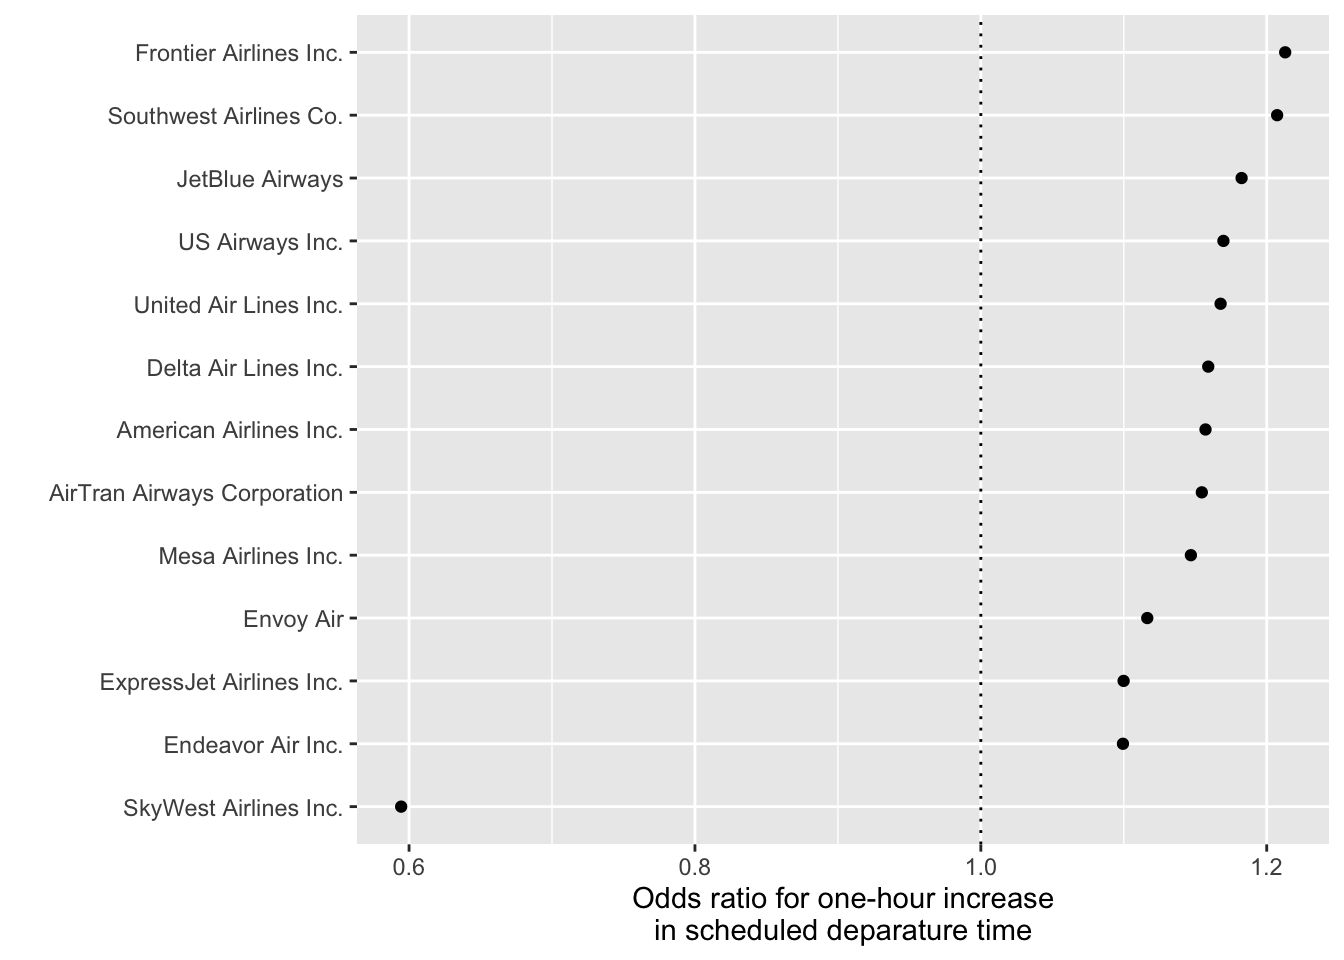 Frontier Airlines Inc.
Southwest Airlines Co.
JetBlue Airways
US Airways Inc.
United Air Lines Inc.
Delta Air Lines Inc.
American Airlines Inc.
AirTran Airways Corporation
Mesa Airlines Inc.
Envoy Air
ExpressJet Airlines Inc.
Endeavor Air Inc.
SkyWest Airlines Inc.
0.6 0.8 1.0 1.2
Odds ratio for one-hour increase
in scheduled deparature time